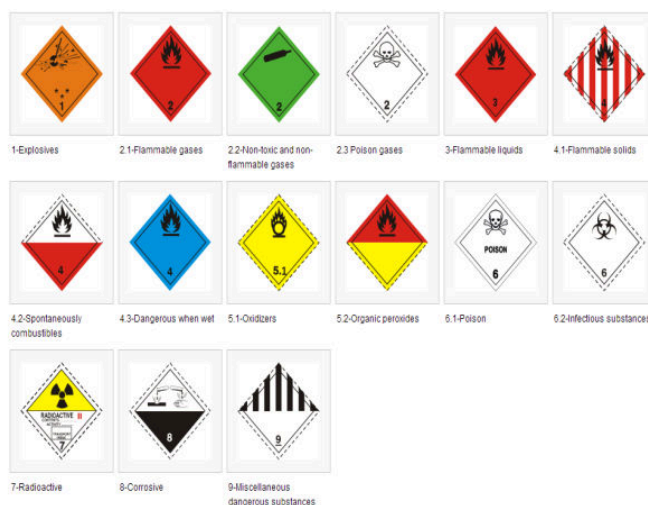 1
2
2
2
3
4
1-Explosives
2.1-Flammable gases
2.2-Non-toxic and non-
flammable gases
2.3 Poison gases
3-Flammable liquids
4.1-Flammable solids
4
4
5.1
POISON
6
6
4.2-Spontaneously
combustibles
4.3-Dangerous when wet
5.1-Oxidizers
5.2-Organic peroxides
6.1-Poison
6.2-Infectious substances
RADIOACTIVE II
7
8
9
7-Radioactive
8-Corrosive
9-Miscellaneous
dangerous substances